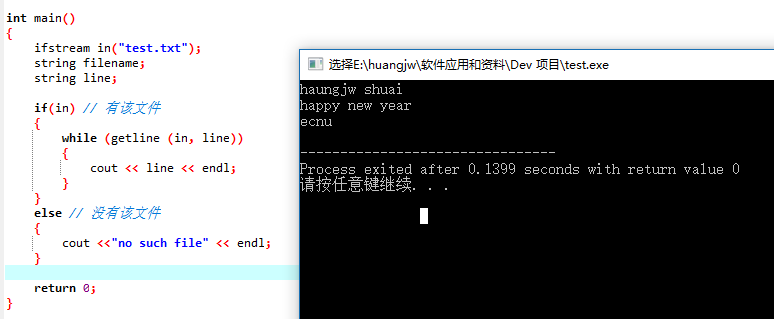 int main()
{
ifstream in("test.txt");
string filename;
string line;
if(in) // 有该文件
{
while (getline (in, line))
{
cout << line << endl;
}
}
else // 没有该文件
{
cout <<"no such file" << endl;
}
return 0;
}
选择E:\huangjw\软件应用和资料\Dev 项目\test.exe
haungjw shuai
happy new year
ecnu
--------------------------------
Process exited after 0.1399 seconds with return value 0
请按任意键继续. . .